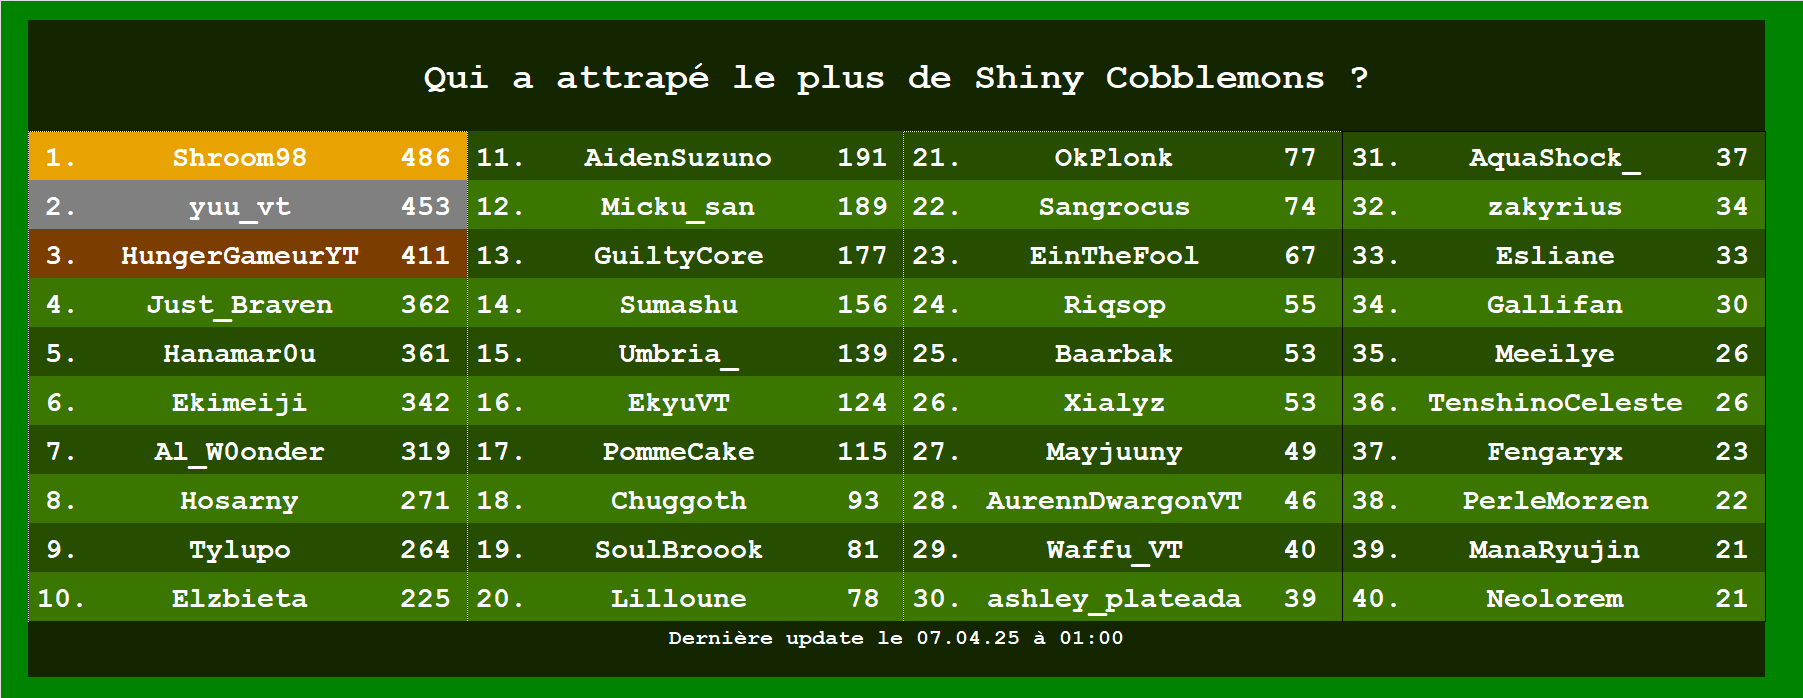 Qui a attrapé le plus de Shiny Cobblemons ?
1. Shroom98 486
2. yuu_vt 453
3. HungerGameurYT 411
4. Just_Braven 362
5. Hanamar0u 361
6. Ekimeiji 342
7. Al_W0onder 319
8. Hosarny 271
9. Tylupo 264
10. Elzbieta 225
11. AidenSuzuno 191
12. Micku_san 189
13. GuiltyCore 177
14. Sumashu 156
15. Umbria_ 139
16. EkyuVT 124
17. PommeCake 115
18. Chuggoth 93
19. SoulBroook 81
20. Lilloune 78
21. OkPlonk 77
22. Sangrocus 74
23. EinTheFool 67
24. Riqsop 55
25. Baarbak 53
26. Xialyz 53
27. Mayjuuny 49
28. AurennDwargonVT 46
29. Waffu_VT 40
30. ashley_plateada 39
31. AquaShock_ 37
32. zakyrius 34
33. Esliane 33
34. Gallifan 30
35. Meeilye 26
36. TenshinoCeleste 26
37. Fengaryx 23
38. PerleMorzen 22
39. ManaRyujin 21
40. Neolorem 21
Dernière update le 07.04.25 à 01:00